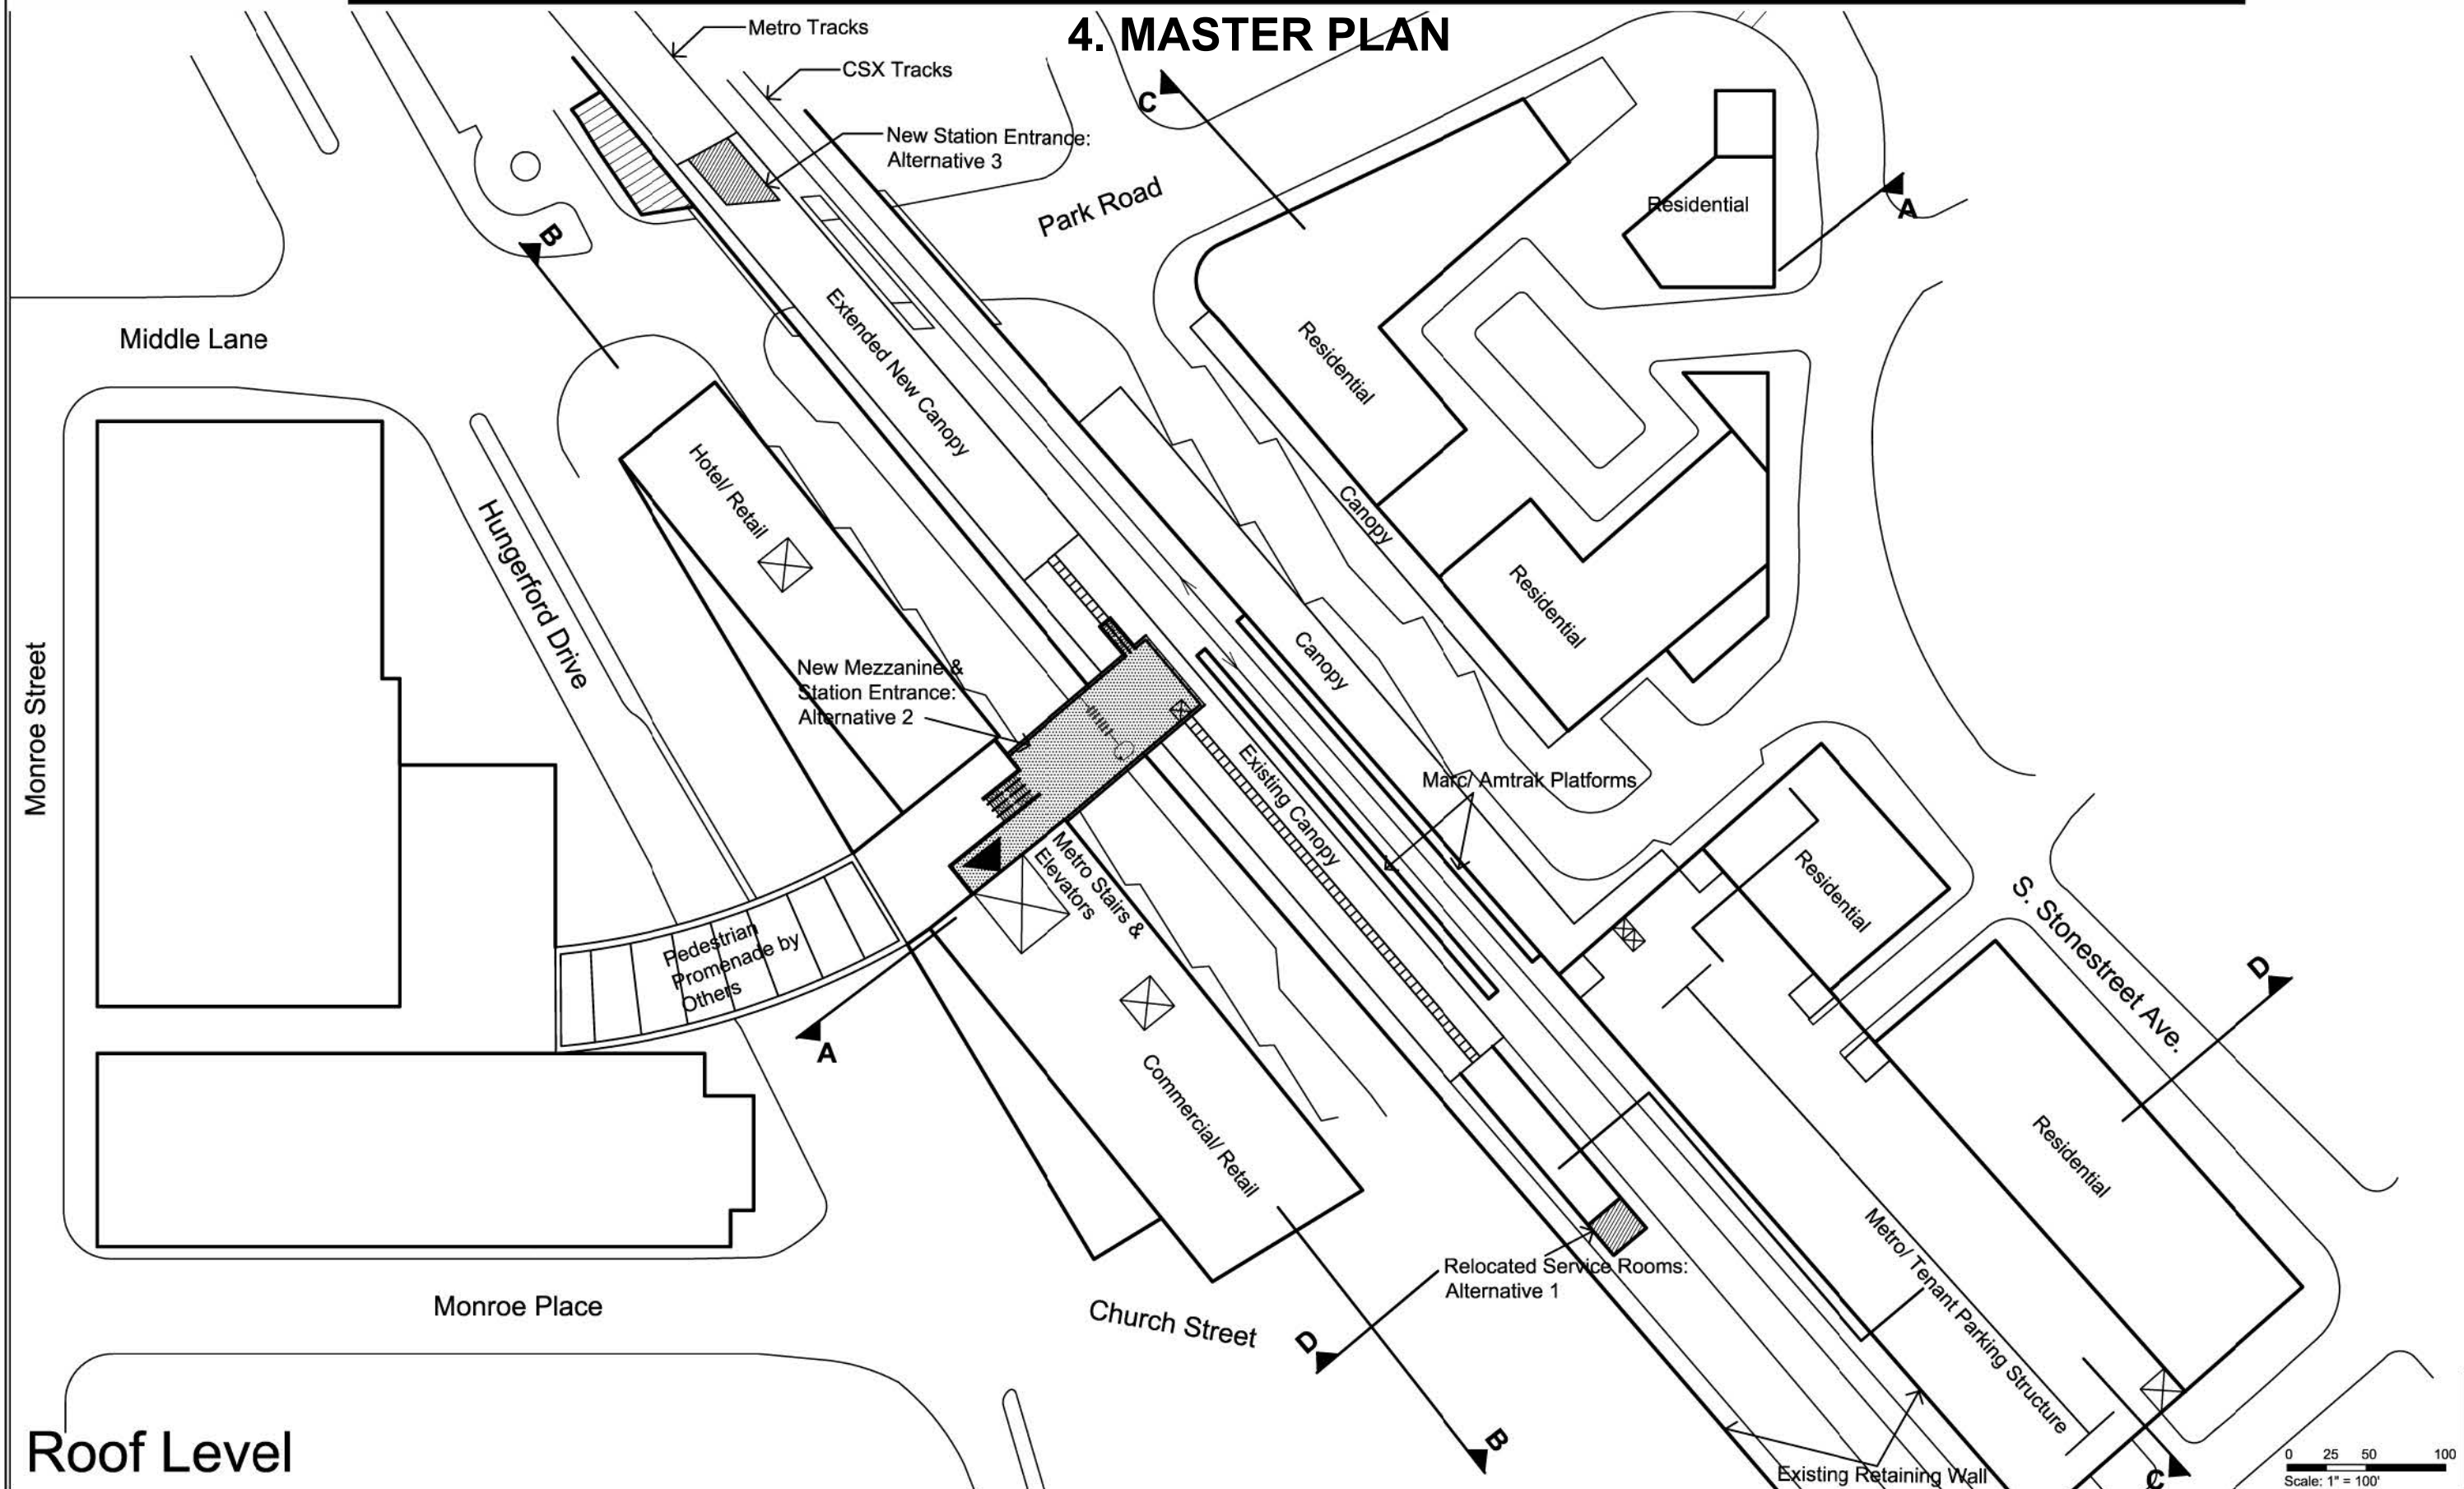 4. MASTER PLAN
Metro Tracks
CSX Tracks
New Station Entrance:
Alternative 3
C
Park Road
Residential
A
B
Middle Lane
Extended New Canopy
Residential
Hotel/ Retail
Canopy
Hungerford Drive
Residential
Monroe Street
New Mezzanine &
Station Entrance:
Alternative 2
Canopy
Existing Canopy
Marc/ Amtrak Platforms
Metro Stairs &
Elevators
Residential
S. Stonestreet Ave.
Pedestrian
Promenade by
Others
A
D
Commercial/ Retail
Residential
Metro/ Tenant Parking Structure
Relocated Service Rooms:
Alternative 1
Monroe Place
Church Street
D
B
Roof Level
Existing Retaining Wall
C
0 25 50 100
Scale: 1" = 100'